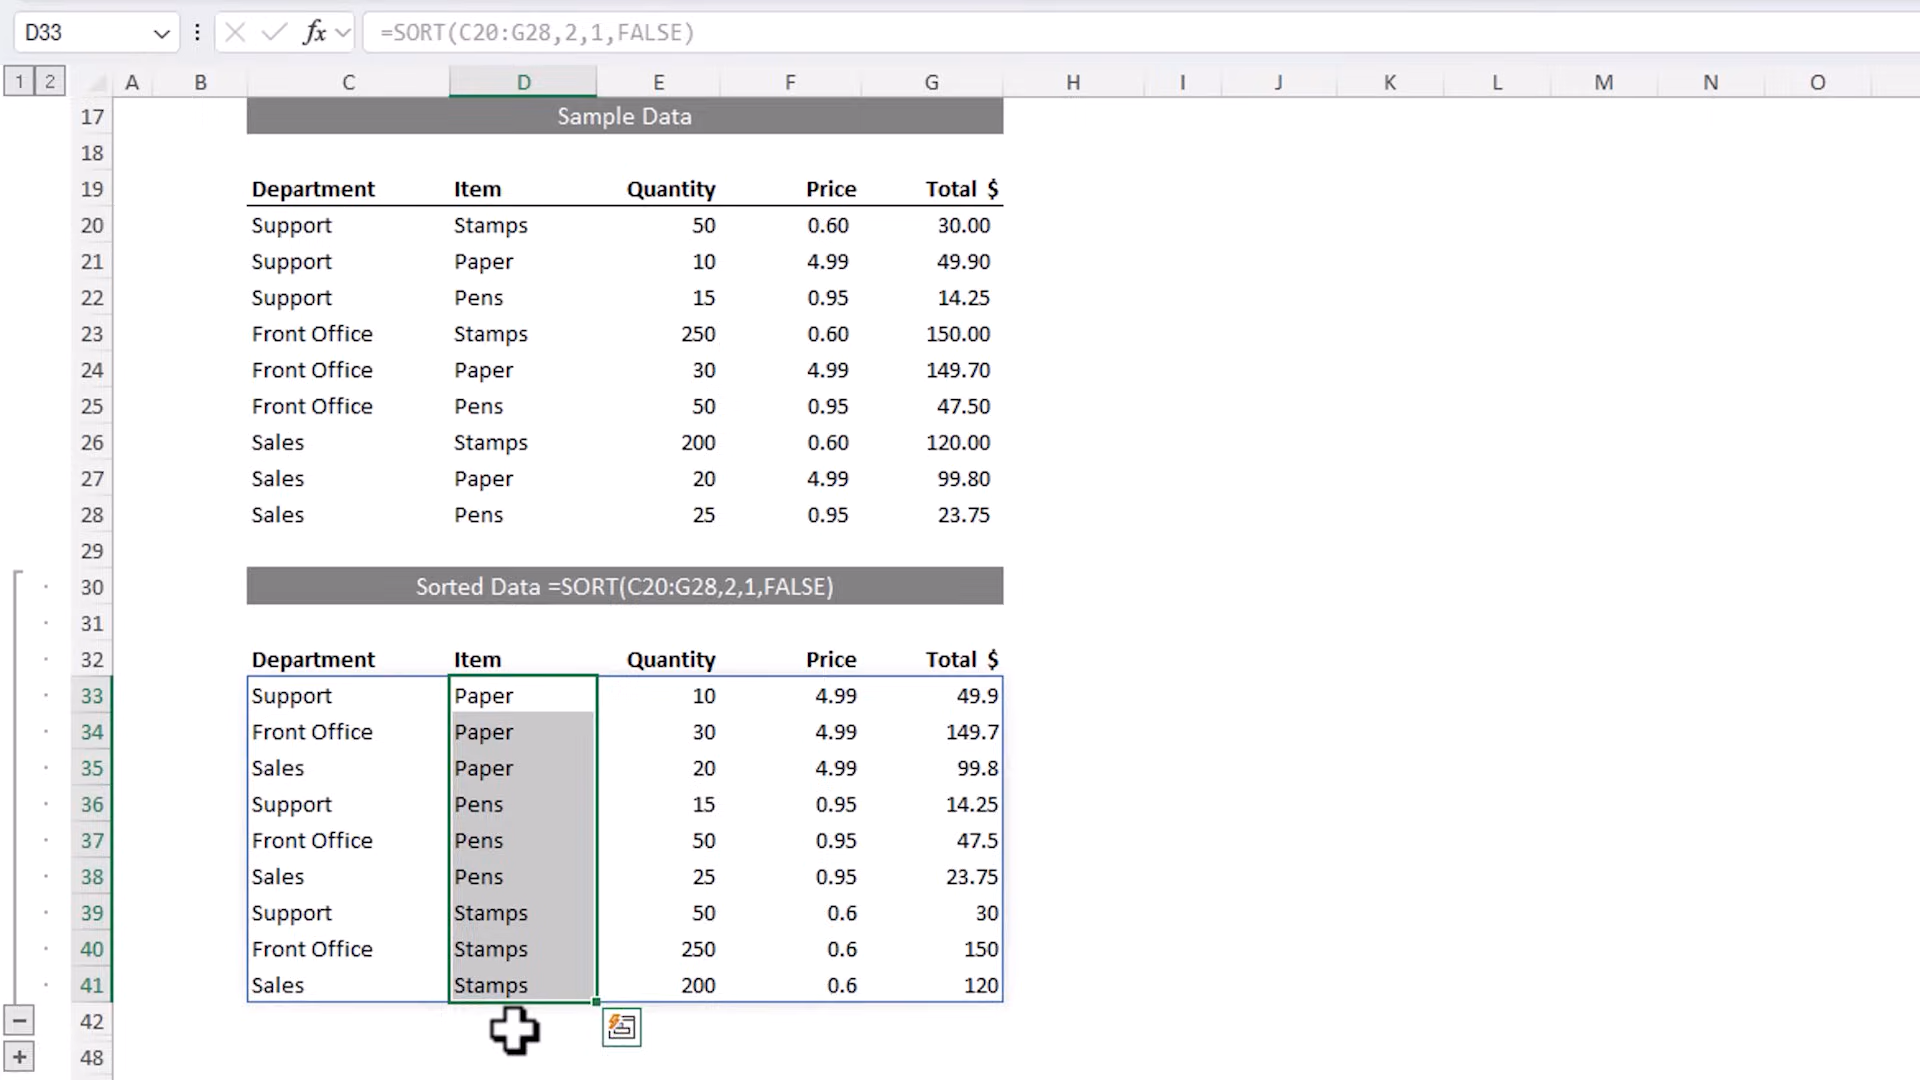 D33 fx =SORT(C20:G28,2,1,FALSE)
1 2 A B C D E F G H I J K L M N O
17 Sample Data
18
19 Department Item Quantity Price Total $
20 Support Stamps 50 0.60 30.00
21 Support Paper 10 4.99 49.90
22 Support Pens 15 0.95 14.25
23 Front Office Stamps 250 0.60 150.00
24 Front Office Paper 30 4.99 149.70
25 Front Office Pens 50 0.95 47.50
26 Sales Stamps 200 0.60 120.00
27 Sales Paper 20 4.99 99.80
28 Sales Pens 25 0.95 23.75
29
30 Sorted Data =SORT(C20:G28,2,1,FALSE)
31
32 Department Item Quantity Price Total $
33 Support Paper 10 4.99 49.9
34 Front Office Paper 30 4.99 149.7
35 Sales Paper 20 4.99 99.8
36 Support Pens 15 0.95 14.25
37 Front Office Pens 50 0.95 47.5
38 Sales Pens 25 0.95 23.75
39 Support Stamps 50 0.6 30
40 Front Office Stamps 250 0.6 150
41 Sales Stamps 200 0.6 120
42
48